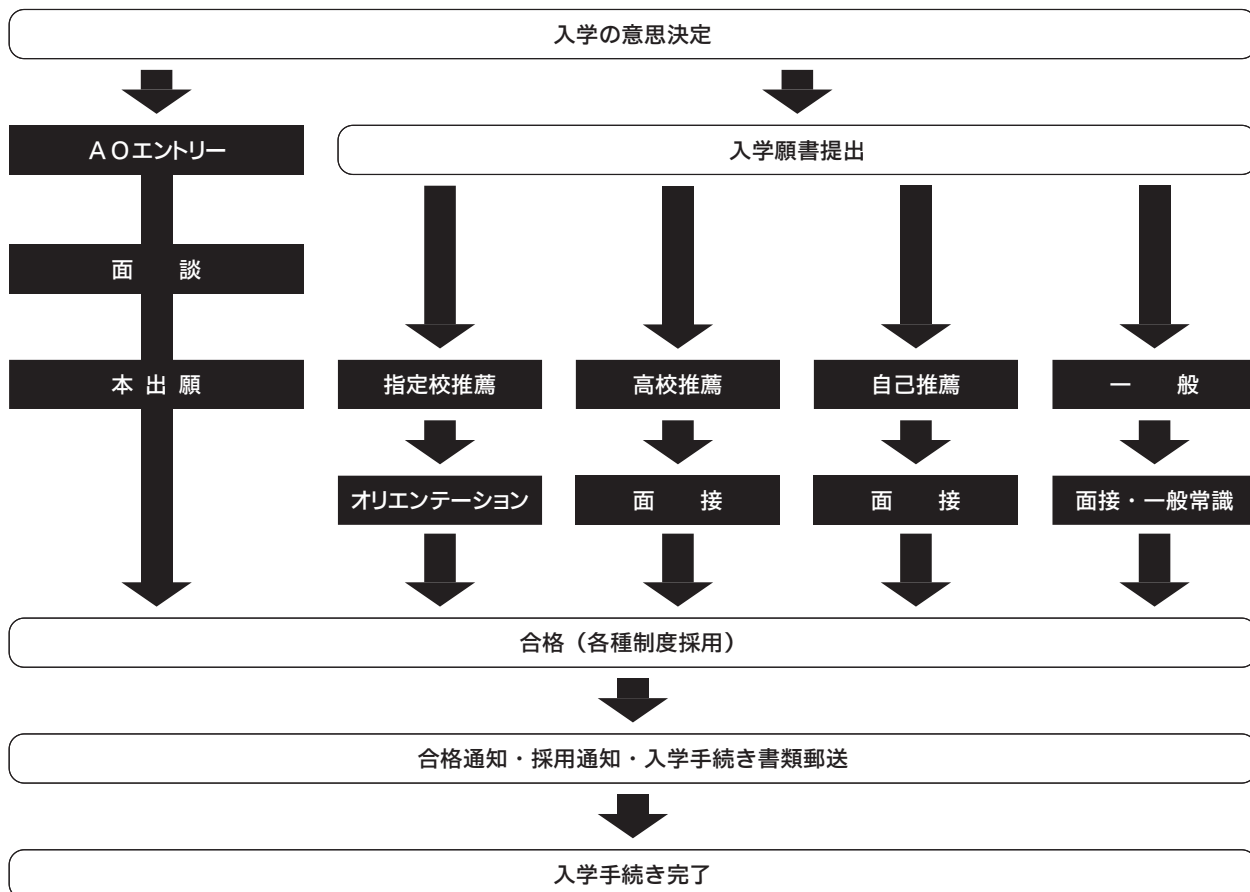 入学の意思決定
AOエントリー
入学願書提出
面　談
本出願
指定校推薦
高校推薦
自己推薦
一　般
オリエンテーション
面　接
面　接
面接・一般常識
合格（各種制度採用）
合格通知・採用通知・入学手続き書類郵送
入学手続き完了